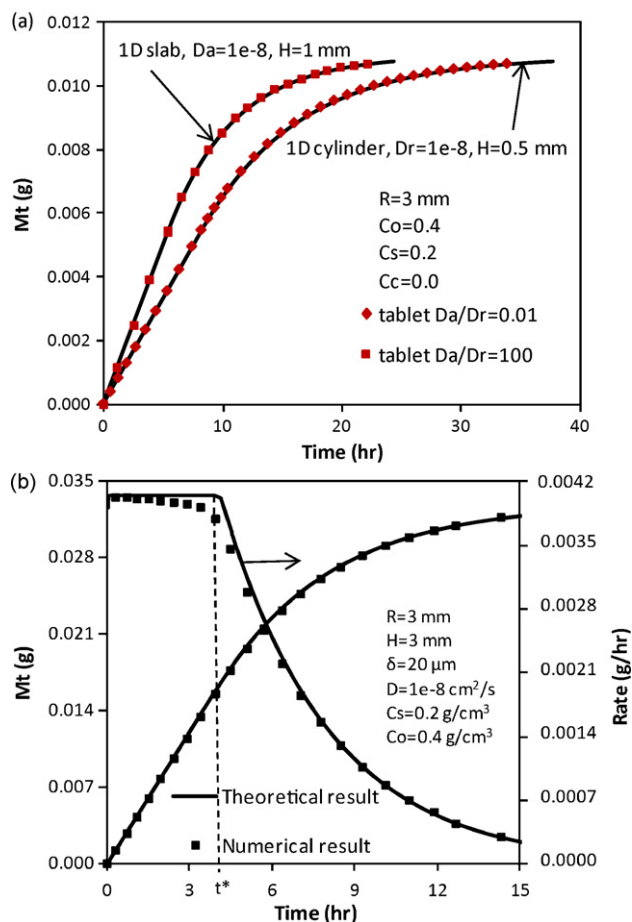 (a)
0.012
0.010
0.008
0.006
0.004
0.002
0.000
Mt (g)
1D slab, Da=1e-8, H=1 mm
1D cylinder, Dr=1e-8, H=0.5 mm
R=3 mm
Co=0.4
Cs=0.2
Cc=0.0
tablet Da/Dr=0.01
tablet Da/Dr=100
0 10 20 30 40
Time (hr)
(b)
0.035
0.028
0.021
0.014
0.007
0.000
Mt (g)
0.0042
0.0035
0.0028
0.0021
0.0014
0.0007
0.0000
Rate (g/hr)
R=3 mm
H=3 mm
δ=20 µm
D=1e-8 cm²/s
Cs=0.2 g/cm³
Co=0.4 g/cm³
Theoretical result
Numerical result
0 3 t* 6 9 12 15
Time (hr)